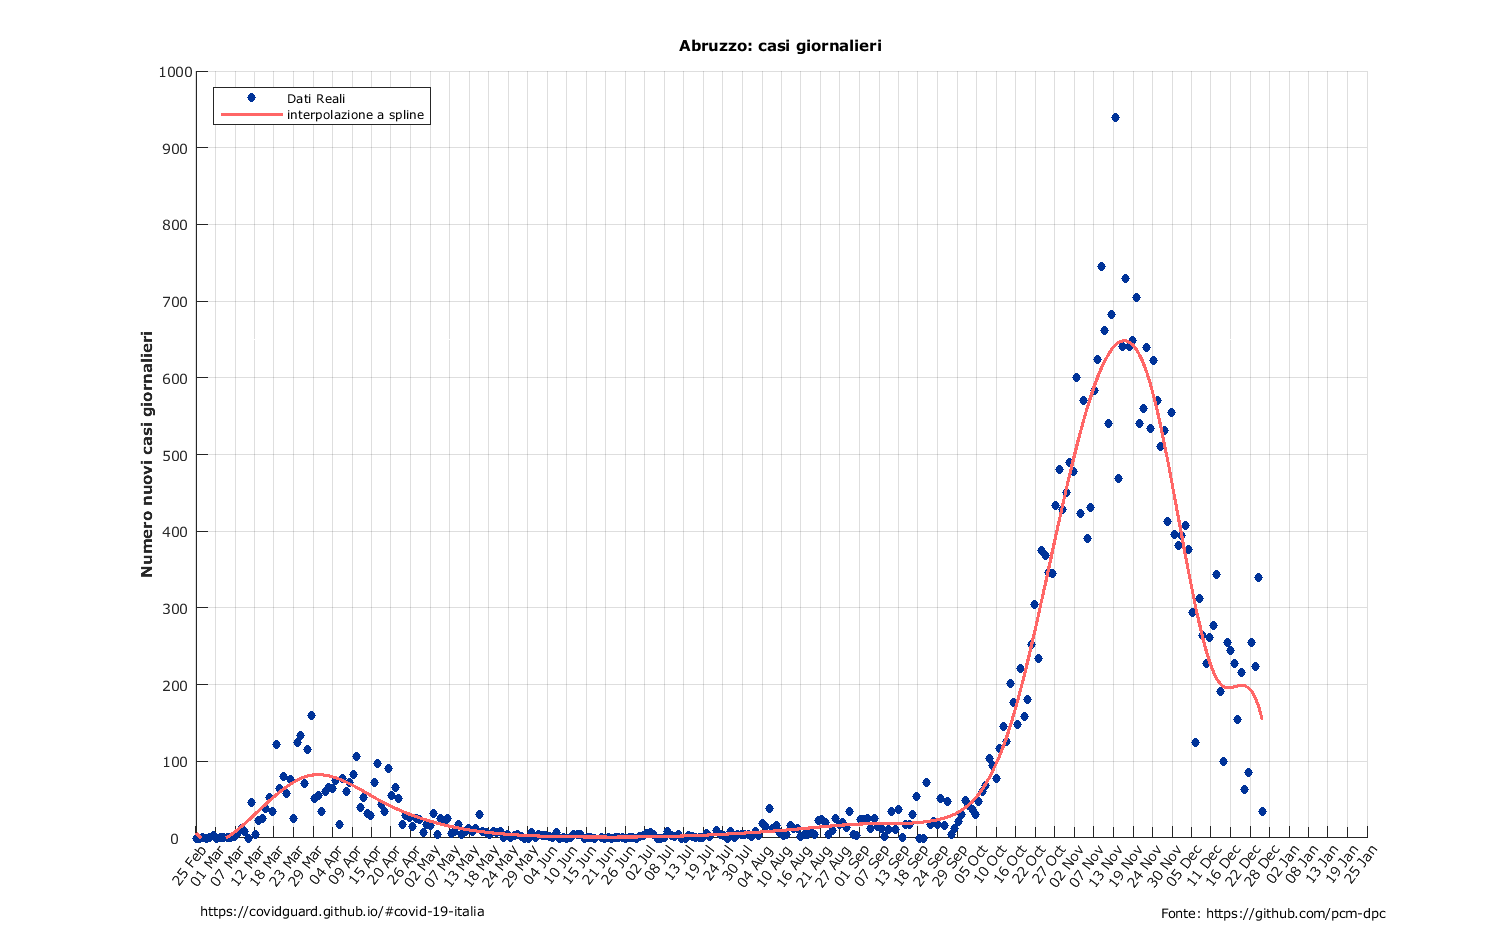 Abruzzo: casi giornalieri
Dati Reali
interpolazione a spline
Numero nuovi casi giornalieri
1000
900
800
700
600
500
400
300
200
100
0
25 Feb
01 Mar
07 Mar
12 Mar
18 Mar
23 Mar
29 Mar
04 Apr
09 Apr
15 Apr
20 Apr
26 Apr
02 May
07 May
13 May
18 May
24 May
29 May
04 Jun
10 Jun
15 Jun
21 Jun
26 Jun
02 Jul
08 Jul
13 Jul
19 Jul
24 Jul
30 Jul
04 Aug
10 Aug
16 Aug
21 Aug
27 Aug
01 Sep
07 Sep
13 Sep
18 Sep
24 Sep
29 Sep
05 Oct
10 Oct
16 Oct
22 Oct
27 Oct
02 Nov
07 Nov
13 Nov
19 Nov
24 Nov
30 Nov
05 Dec
11 Dec
16 Dec
22 Dec
28 Dec
02 Jan
08 Jan
13 Jan
19 Jan
25 Jan
https://covidguard.github.io/#covid-19-italia
Fonte: https://github.com/pcm-dpc